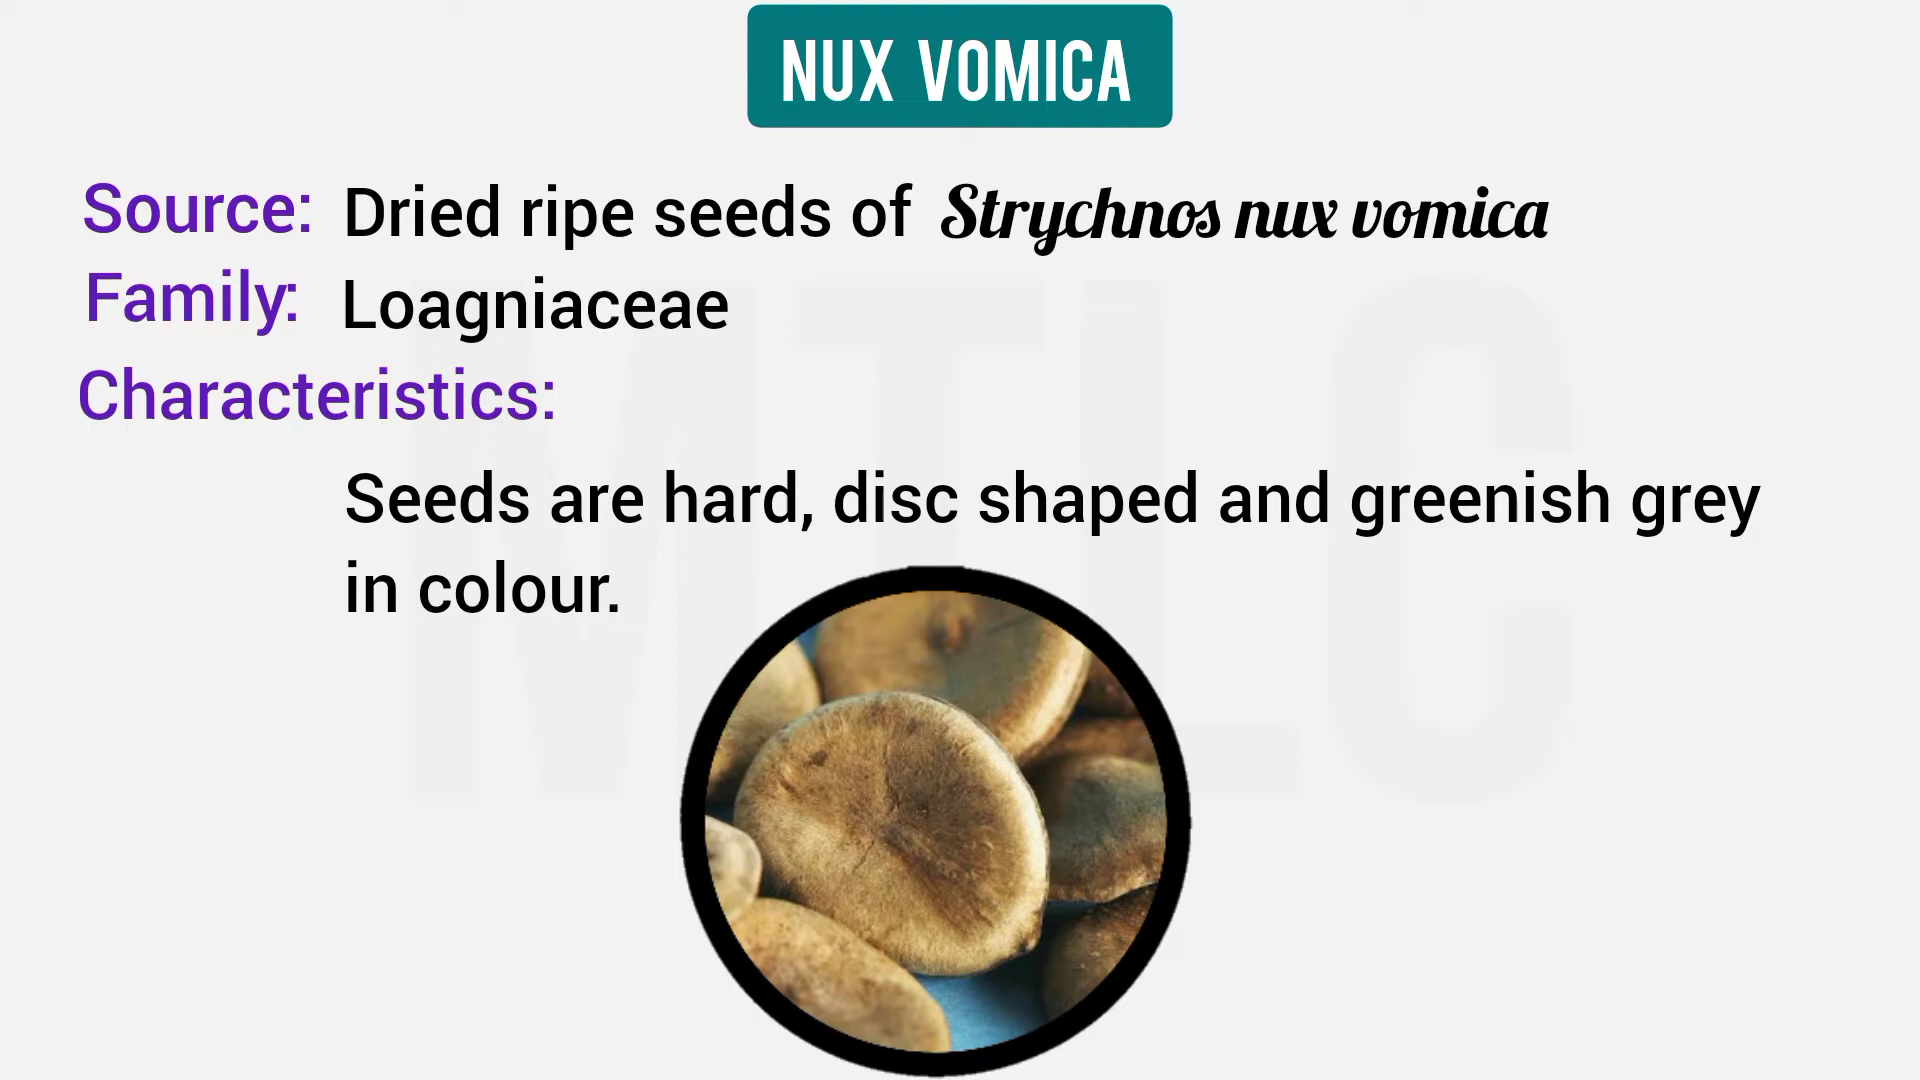 NUX VOMICA
Source: Dried ripe seeds of Strychnos nux vomica
Family: Loagniaceae
Characteristics:
Seeds are hard, disc shaped and greenish grey
in colour.
MTLC